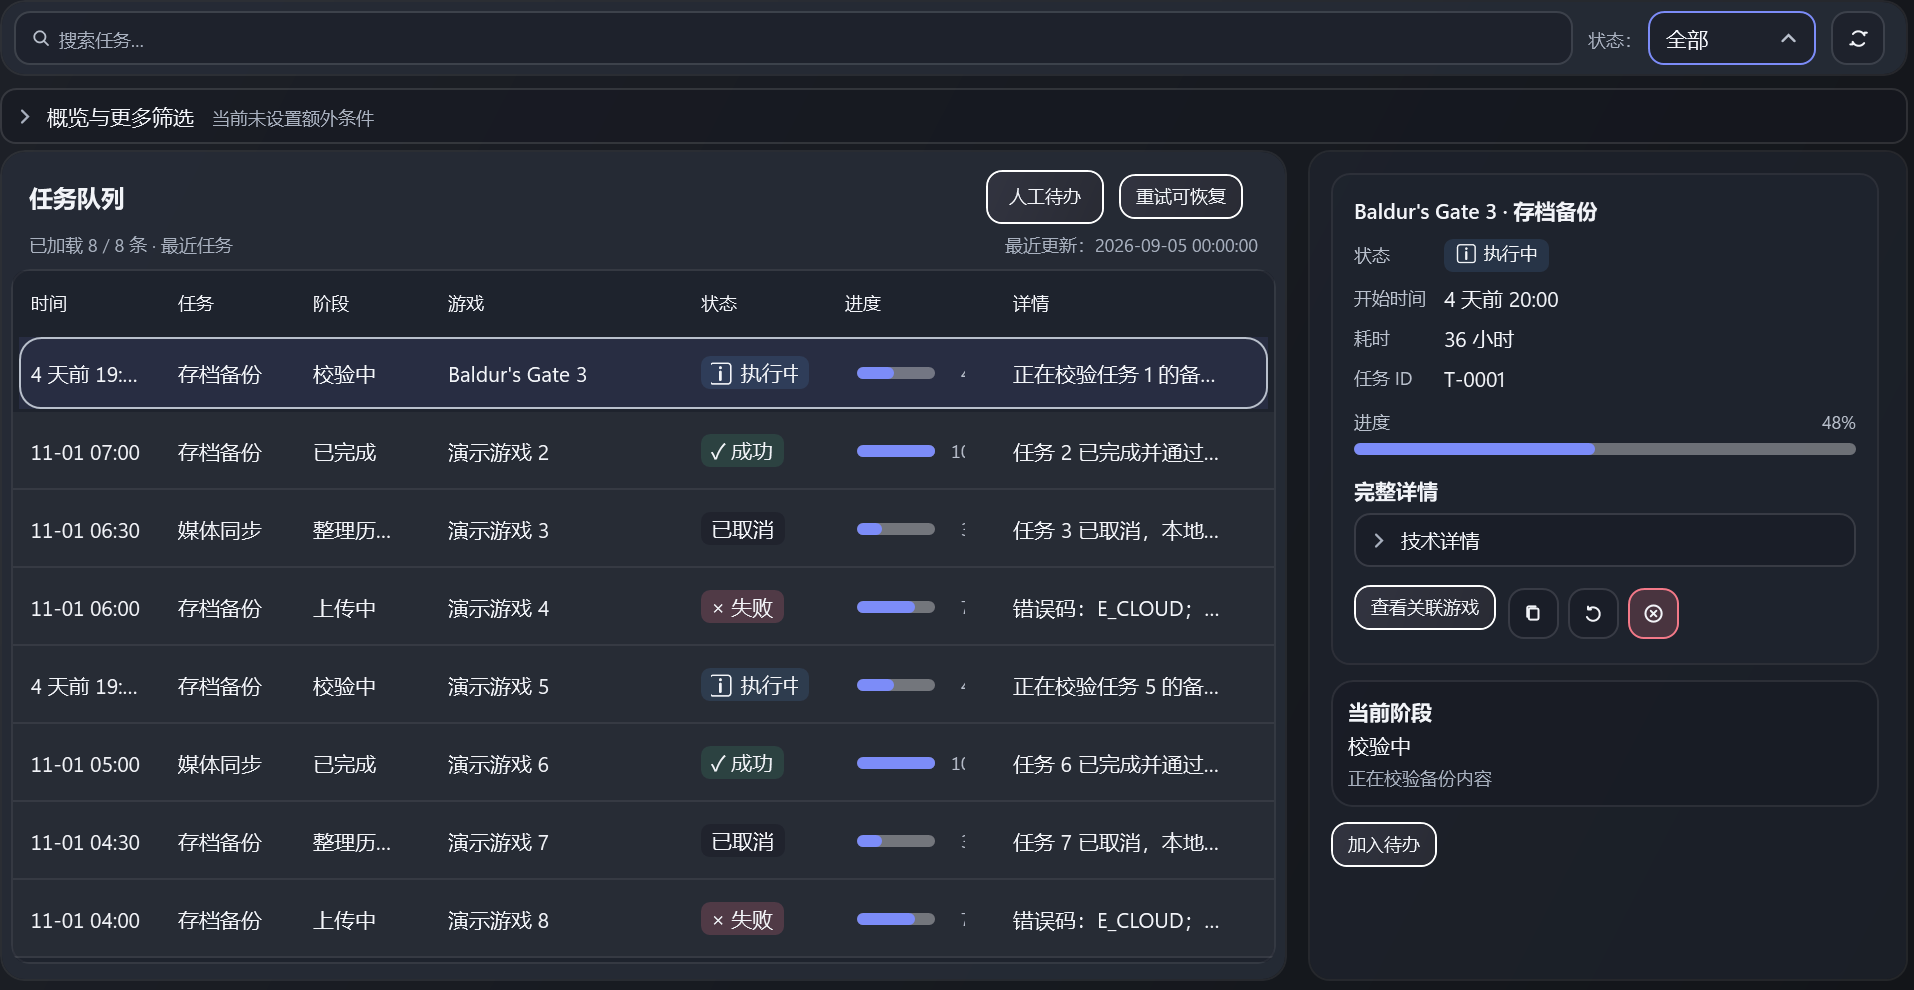 搜索任务...
状态：
全部
概览与更多筛选 当前未设置额外条件
任务队列
人工待办
重试可恢复
已加载 8 / 8 条 · 最近任务
最近更新：2026-09-05 00:00:00
时间 任务 阶段 游戏 状态 进度 详情
4 天前 19:... 存档备份 校验中 Baldur's Gate 3 执行中 正在校验任务 1 的备...
11-01 07:00 存档备份 已完成 演示游戏 2 ✓ 成功 任务 2 已完成并通过...
11-01 06:30 媒体同步 整理历... 演示游戏 3 已取消 任务 3 已取消，本地...
11-01 06:00 存档备份 上传中 演示游戏 4 × 失败 错误码：E_CLOUD；...
4 天前 19:... 存档备份 校验中 演示游戏 5 执行中 正在校验任务 5 的备...
11-01 05:00 媒体同步 已完成 演示游戏 6 ✓ 成功 任务 6 已完成并通过...
11-01 04:30 存档备份 整理历... 演示游戏 7 已取消 任务 7 已取消，本地...
11-01 04:00 存档备份 上传中 演示游戏 8 × 失败 错误码：E_CLOUD；...
Baldur's Gate 3 · 存档备份
状态 执行中
开始时间 4 天前 20:00
耗时 36 小时
任务 ID T-0001
进度 48%
完整详情
技术详情
查看关联游戏
当前阶段
校验中
正在校验备份内容
加入待办